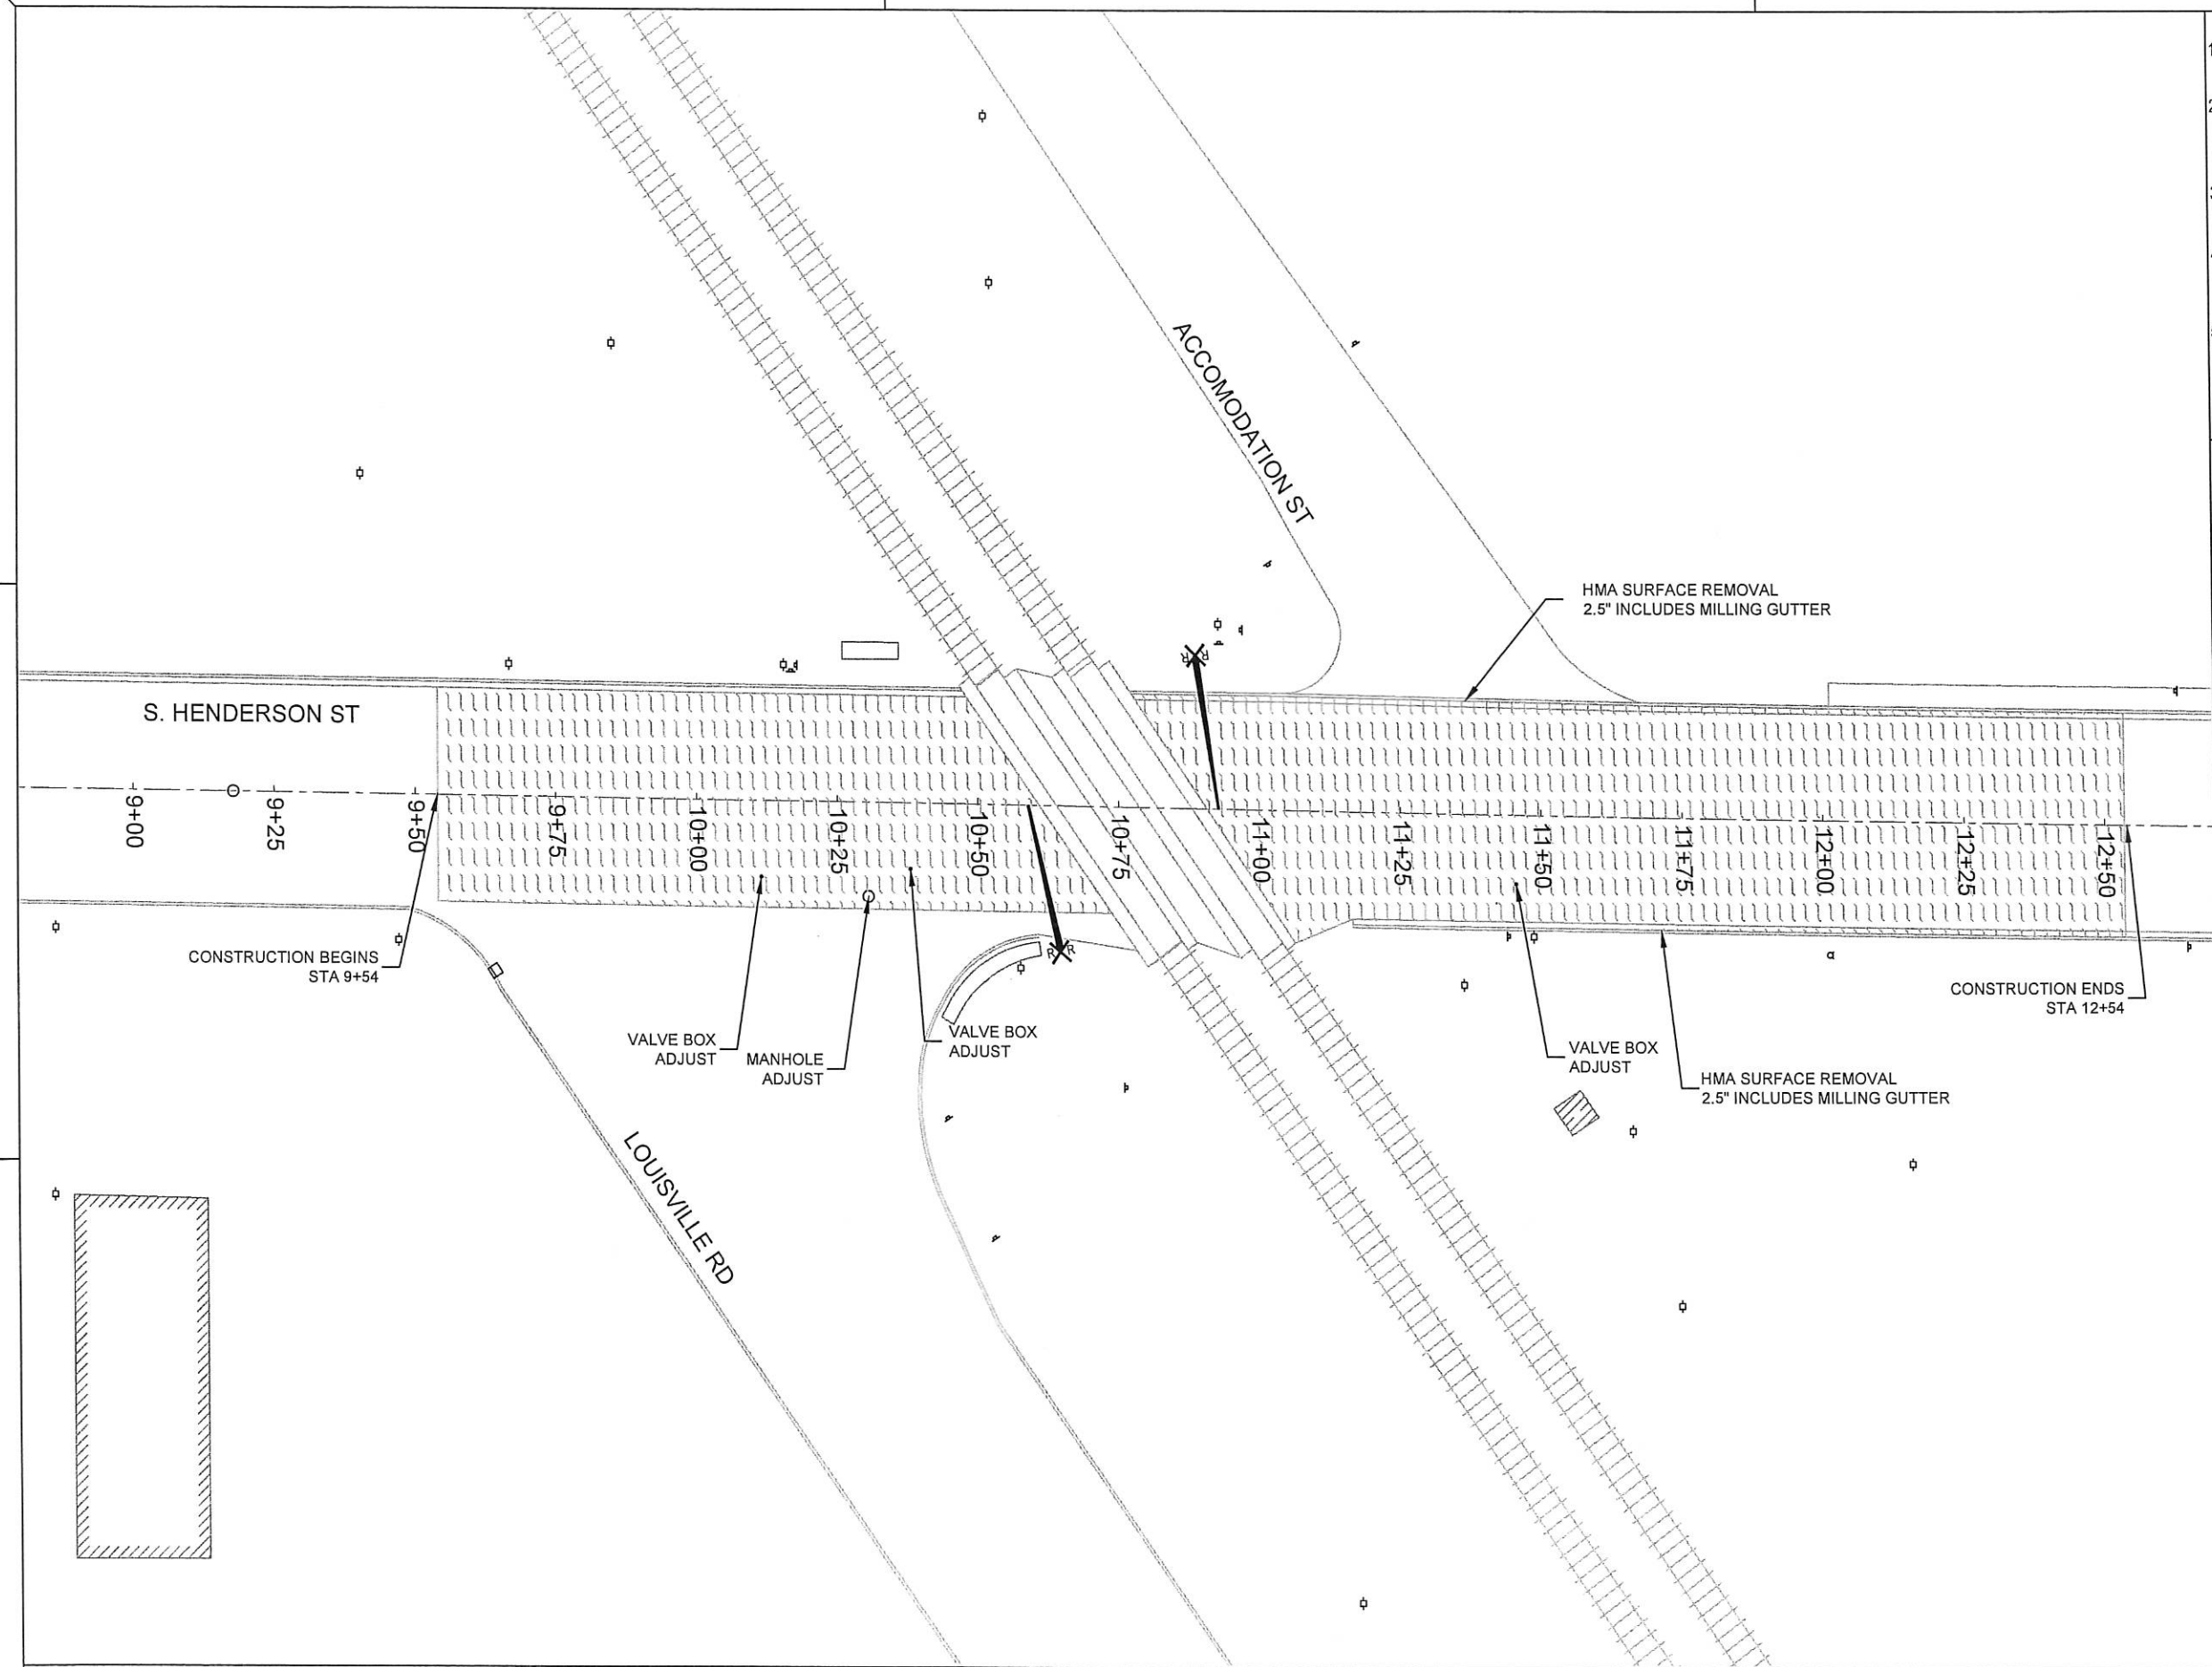 ACCOMODATION ST
HMA SURFACE REMOVAL
2.5" INCLUDES MILLING GUTTER
R R
S. HENDERSON ST
9+00
9+25
9+50
9+75
10+00
10+25
10+50
10+75
11+00
11+25
11+50
11+75
12+00
12+25
12+50
R R
CONSTRUCTION BEGINS
STA 9+54
VALVE BOX
ADJUST
MANHOLE
ADJUST
VALVE BOX
ADJUST
VALVE BOX
ADJUST
HMA SURFACE REMOVAL
2.5" INCLUDES MILLING GUTTER
CONSTRUCTION ENDS
STA 12+54
LOUISVILLE RD